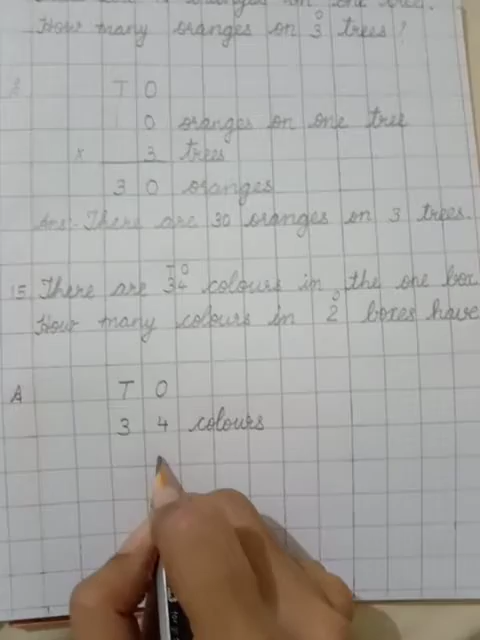 How many oranges on 3 trees?
T O
0 oranges on one tree
× 3 trees
3 0 oranges
Ans:- There are 30 oranges on 3 trees.
T O
15 There are 34 colours in the one box
O
How many colours in 2 boxes have
A T O
3 4 colours